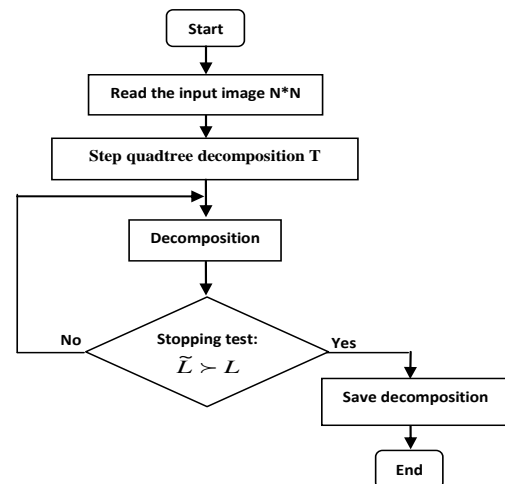 Start
Read the input image N*N
Step quadtree decomposition T
Decomposition
No
Stopping test:
Yes
L̃ ≻ L
Save decomposition
End